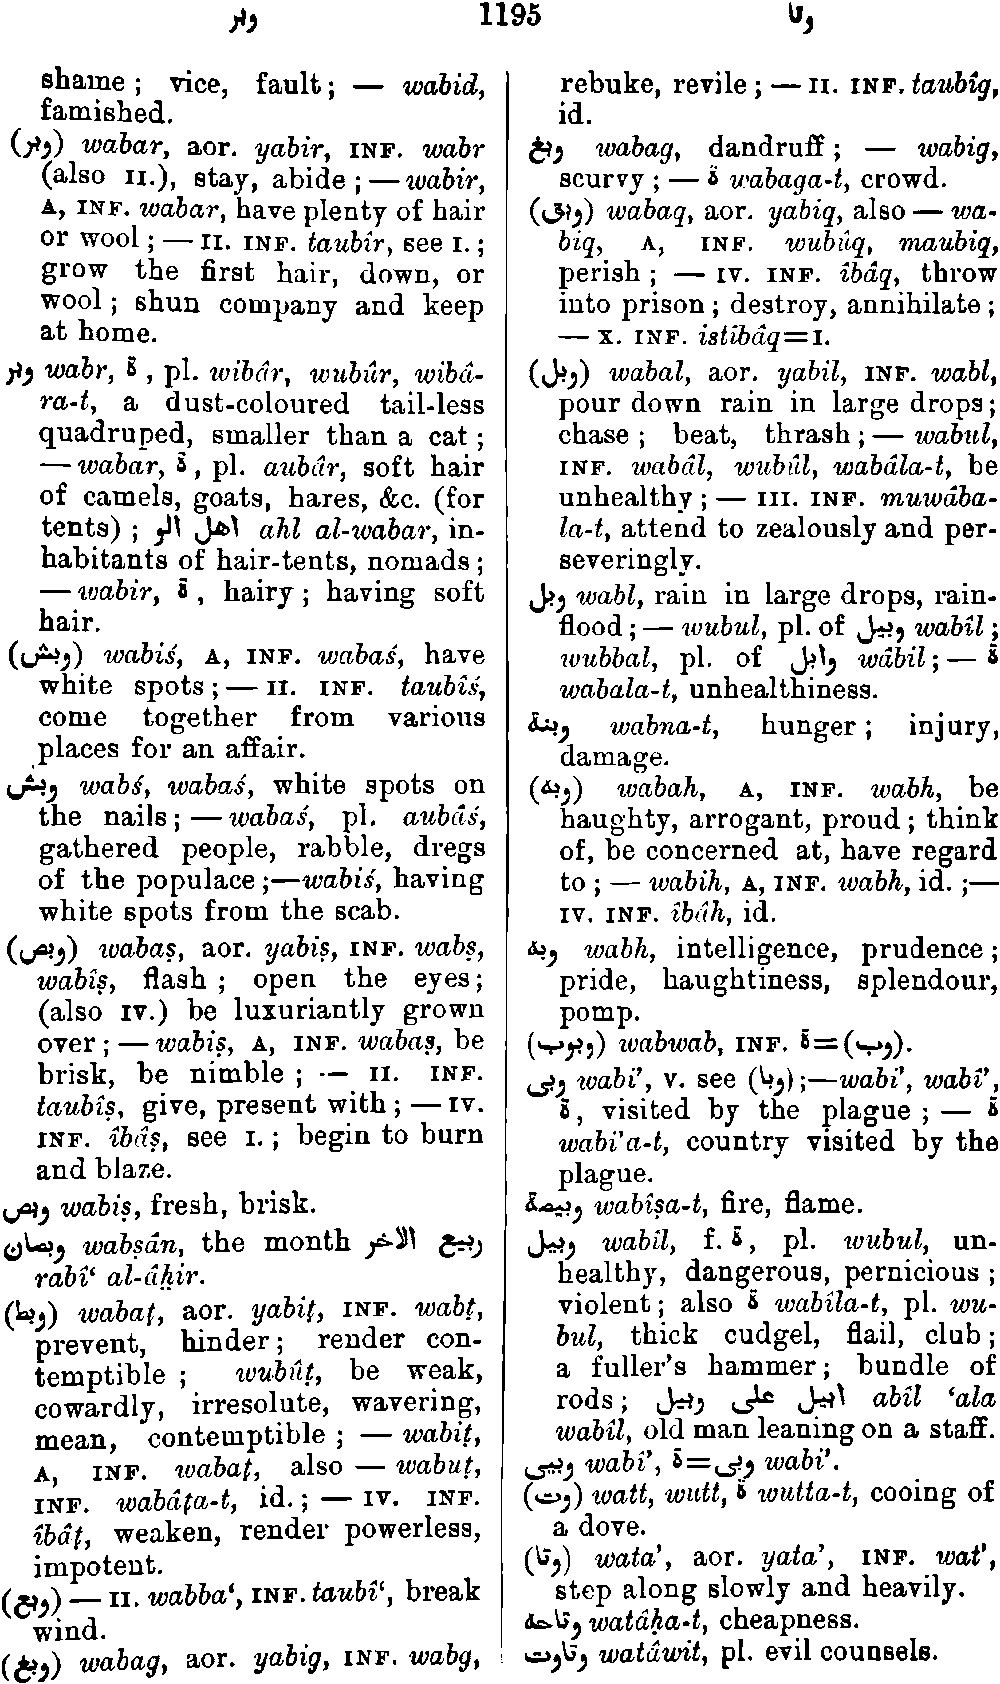 وبر 1195 وتا
shame ; vice, fault ; — wabid,
famished.
(وبر) wabar, aor. yabir, INF. wabr
(also II.), stay, abide ; — wabir,
A, INF. wabar, have plenty of hair
or wool ; — II. INF. taubîr, see I. ;
grow the first hair, down, or
wool ; shun company and keep
at home.
وبر wabr, ة , pl. wibâr, wubûr, wibâ-
ra-t, a dust-coloured tail-less
quadruped, smaller than a cat ;
— wabar, ة , pl. aubâr, soft hair
of camels, goats, hares, &c. (for
tents) ; اهل الو ahl al-wabar, in-
habitants of hair-tents, nomads ;
— wabir, ة , hairy ; having soft
hair.
(وبش) wabiś, A, INF. wabaś, have
white spots ; — II. INF. taubîś,
come together from various
places for an affair.
وبش wabś, wabaś, white spots on
the nails ; — wabaś, pl. aubâś,
gathered people, rabble, dregs
of the populace ;—wabiś, having
white spots from the scab.
(وبص) wabaṣ, aor. yabiṣ, INF. wabṣ,
wabîṣ, flash ; open the eyes ;
(also IV.) be luxuriantly grown
over ; — wabiṣ, A, INF. wabaṣ, be
brisk, be nimble ; — II. INF.
taubîṣ, give, present with ; — IV.
INF. îbâṣ, see I. ; begin to burn
and blaze.
وبص wabiṣ, fresh, brisk.
وبصان wabṣân, the month ربيع الآخر
rabî‘ al-âḫir.
(وبط) wabaṭ, aor. yabiṭ, INF. wabṭ,
prevent, hinder ; render con-
temptible ; wubûṭ, be weak,
cowardly, irresolute, wavering,
mean, contemptible ; — wabiṭ,
A, INF. wabaṭ, also — wabuṭ,
INF. wabâṭa-t, id. ; — IV. INF.
îbâṭ, weaken, render powerless,
impotent.
(وبع) — II. wabba‘, INF. taubî‘, break
wind.
(وبغ) wabag, aor. yabig, INF. wabg,
rebuke, revile ; — II. INF. taubîg,
id.
وبغ wabag, dandruff ; — wabig,
scurvy ; — ة wabaga-t, crowd.
(وبق) wabaq, aor. yabiq, also — wa-
biq, A, INF. wubûq, maubiq,
perish ; — IV. INF. îbâq, throw
into prison ; destroy, annihilate ;
— X. INF. istîbâq=I.
(وبل) wabal, aor. yabil, INF. wabl,
pour down rain in large drops ;
chase ; beat, thrash ; — wabul,
INF. wabâl, wubûl, wabâla-t, be
unhealthy ; — III. INF. muwâba-
la-t, attend to zealously and per-
severingly.
وبل wabl, rain in large drops, rain-
flood ; — wubul, pl. of وبيل wabîl ;
wubbal, pl. of وابل wâbil ; — ة
wabala-t, unhealthiness.
وبنة wabna-t, hunger ; injury,
damage.
(وبه) wabah, A, INF. wabh, be
haughty, arrogant, proud ; think
of, be concerned at, have regard
to ; — wabih, A, INF. wabh, id. ;—
IV. INF. îbâh, id.
وبه wabh, intelligence, prudence ;
pride, haughtiness, splendour,
pomp.
(وبوب) wabwab, INF. ة=(وب).
وبى wabi’, V. see (وبا);—wabi’, wabî’,
ة, visited by the plague ; — ة
wabi’a-t, country visited by the
plague.
وبيصة wabîṣa-t, fire, flame.
وبيل wabîl, f. ة, pl. wubul, un-
healthy, dangerous, pernicious ;
violent ; also ة wabîla-t, pl. wu-
bul, thick cudgel, flail, club ;
a fuller’s hammer ; bundle of
rods ; ابيل على وبيل abîl ‘ala
wabîl, old man leaning on a staff.
وبيى wabî’, ة=وبى wabi’.
(وت) watt, wutt, ة wutta-t, cooing of
a dove.
(وتا) wata’, aor. yata’, INF. wat’,
step along slowly and heavily.
وتاحة watâḥa-t, cheapness.
وتاوت watâwit, pl. evil counsels.